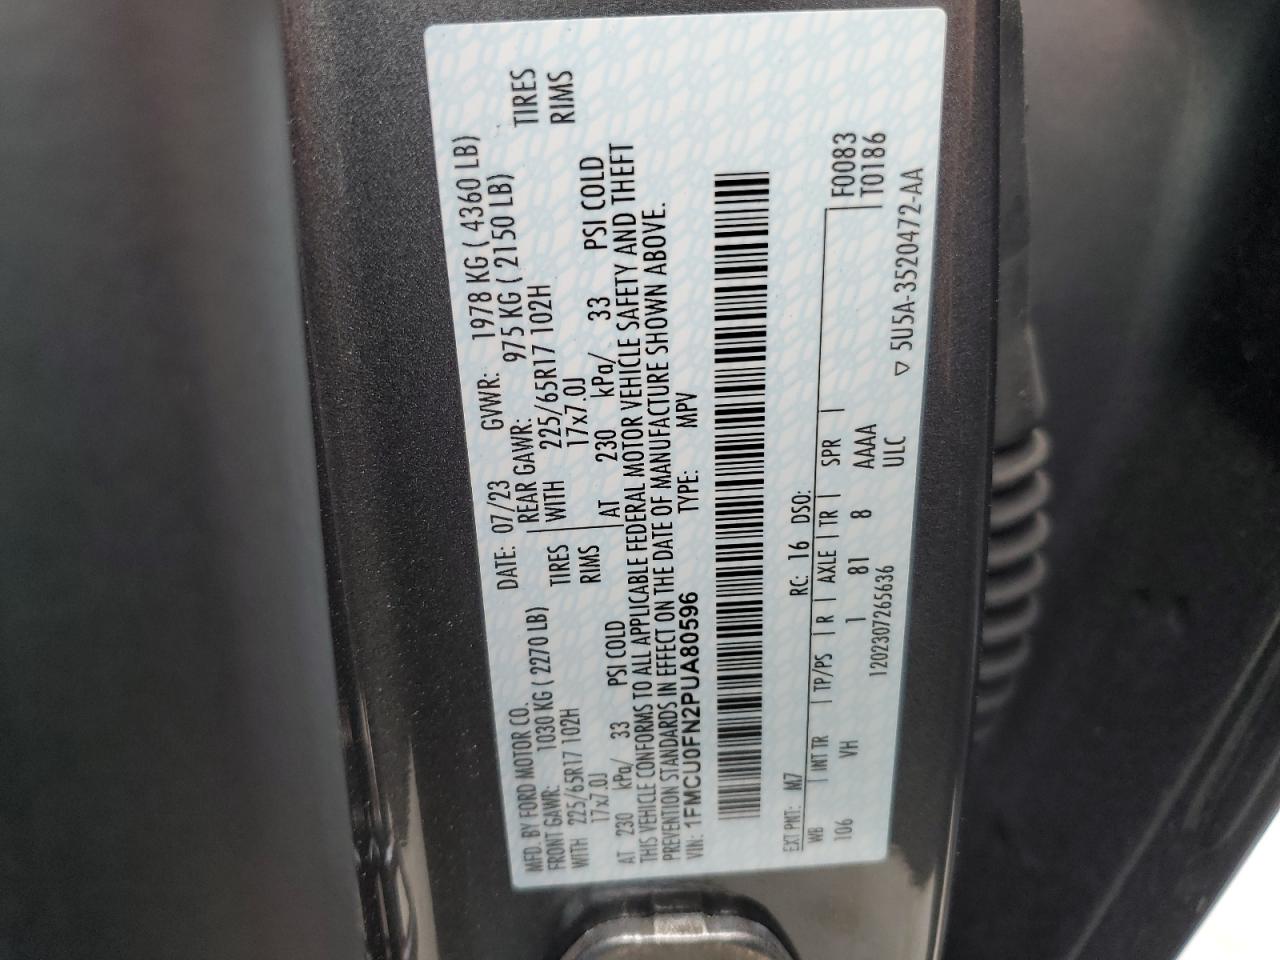 MFD. BY FORD MOTOR CO.
DATE: 07/23 GVWR: 1978 KG ( 4360 LB)
FRONT GAWR: 1030 KG ( 2270 LB) REAR GAWR: 975 KG ( 2150 LB)
WITH 225/65R17 102H TIRES WITH 225/65R17 102H TIRES
17x7.0J RIMS 17x7.0J RIMS
AT 230 kPa/ 33 PSI COLD AT 230 kPa/ 33 PSI COLD
THIS VEHICLE CONFORMS TO ALL APPLICABLE FEDERAL MOTOR VEHICLE SAFETY AND THEFT
PREVENTION STANDARDS IN EFFECT ON THE DATE OF MANUFACTURE SHOWN ABOVE.
VIN: 1FMCU0FN2PUA80596 TYPE: MPV
EXT PNT: M7 RC: 16 DSO:
WB INT TR TP/PS R AXLE TR SPR F0083
106 VH 1 81 8 AAAA T0186
1202307265636 ULC ▽ 5U5A-3520472-AA